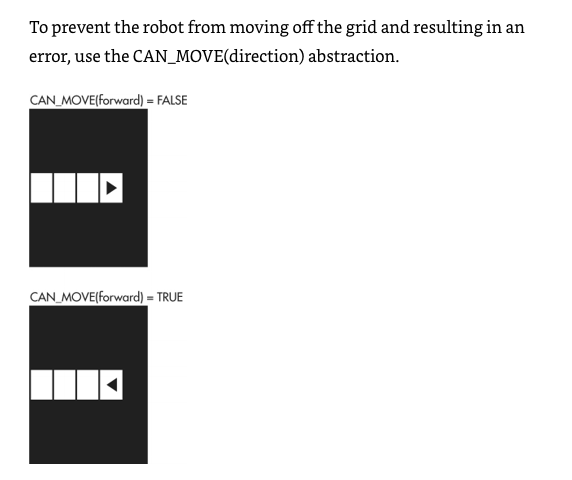 To prevent the robot from moving off the grid and resulting in an
error, use the CAN_MOVE(direction) abstraction.
CAN_MOVE(forward) = FALSE
CAN_MOVE(forward) = TRUE